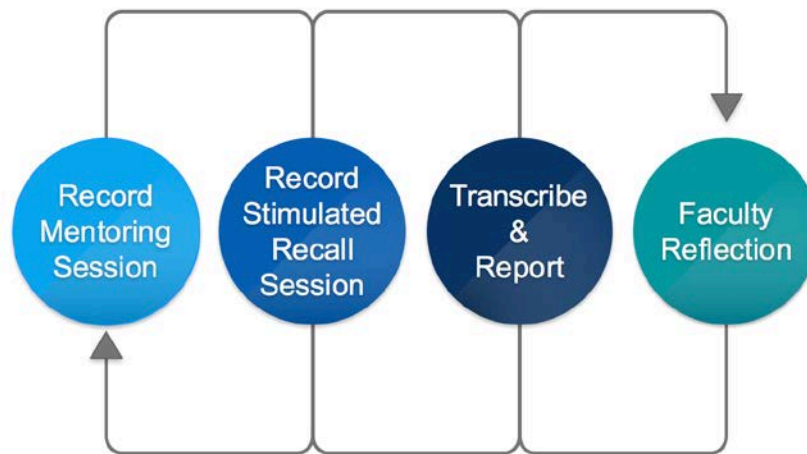 Record
Mentoring
Session
Record
Stimulated
Recall
Session
Transcribe
&
Report
Faculty
Reflection